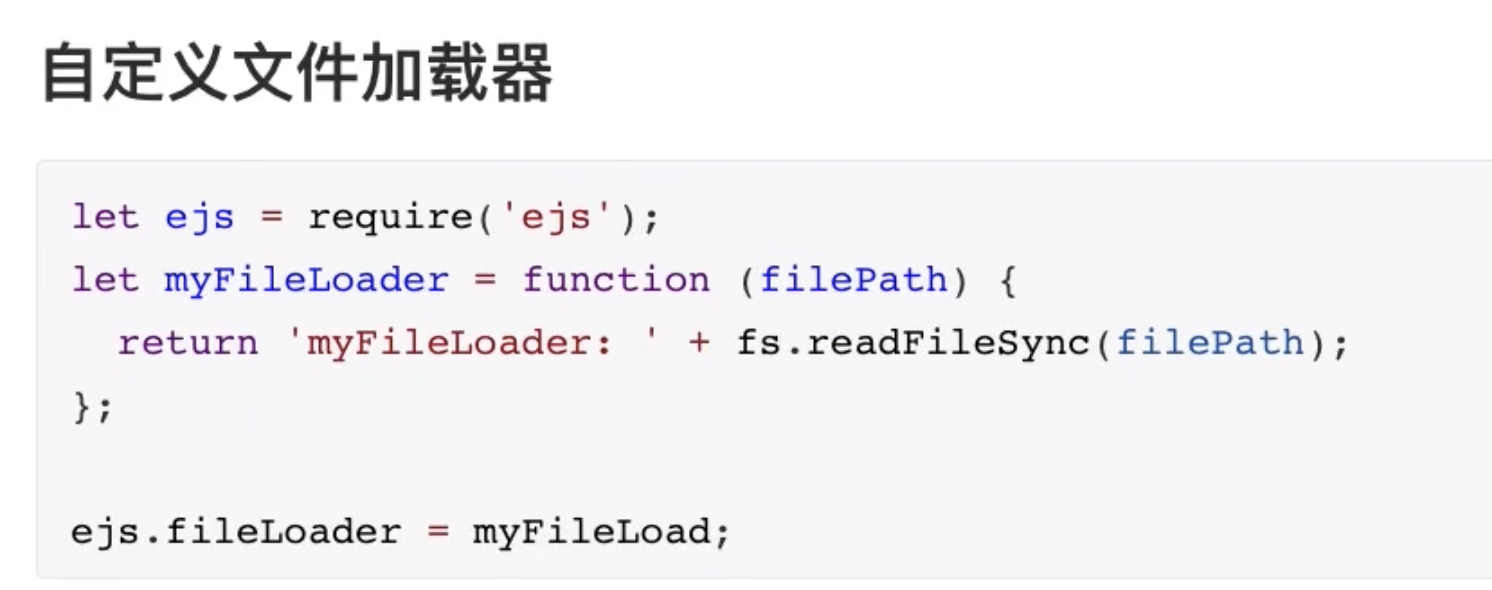 自定义文件加载器
let ejs = require('ejs');
let myFileLoader = function (filePath) {
  return 'myFileLoader: ' + fs.readFileSync(filePath);
};
ejs.fileLoader = myFileLoad;